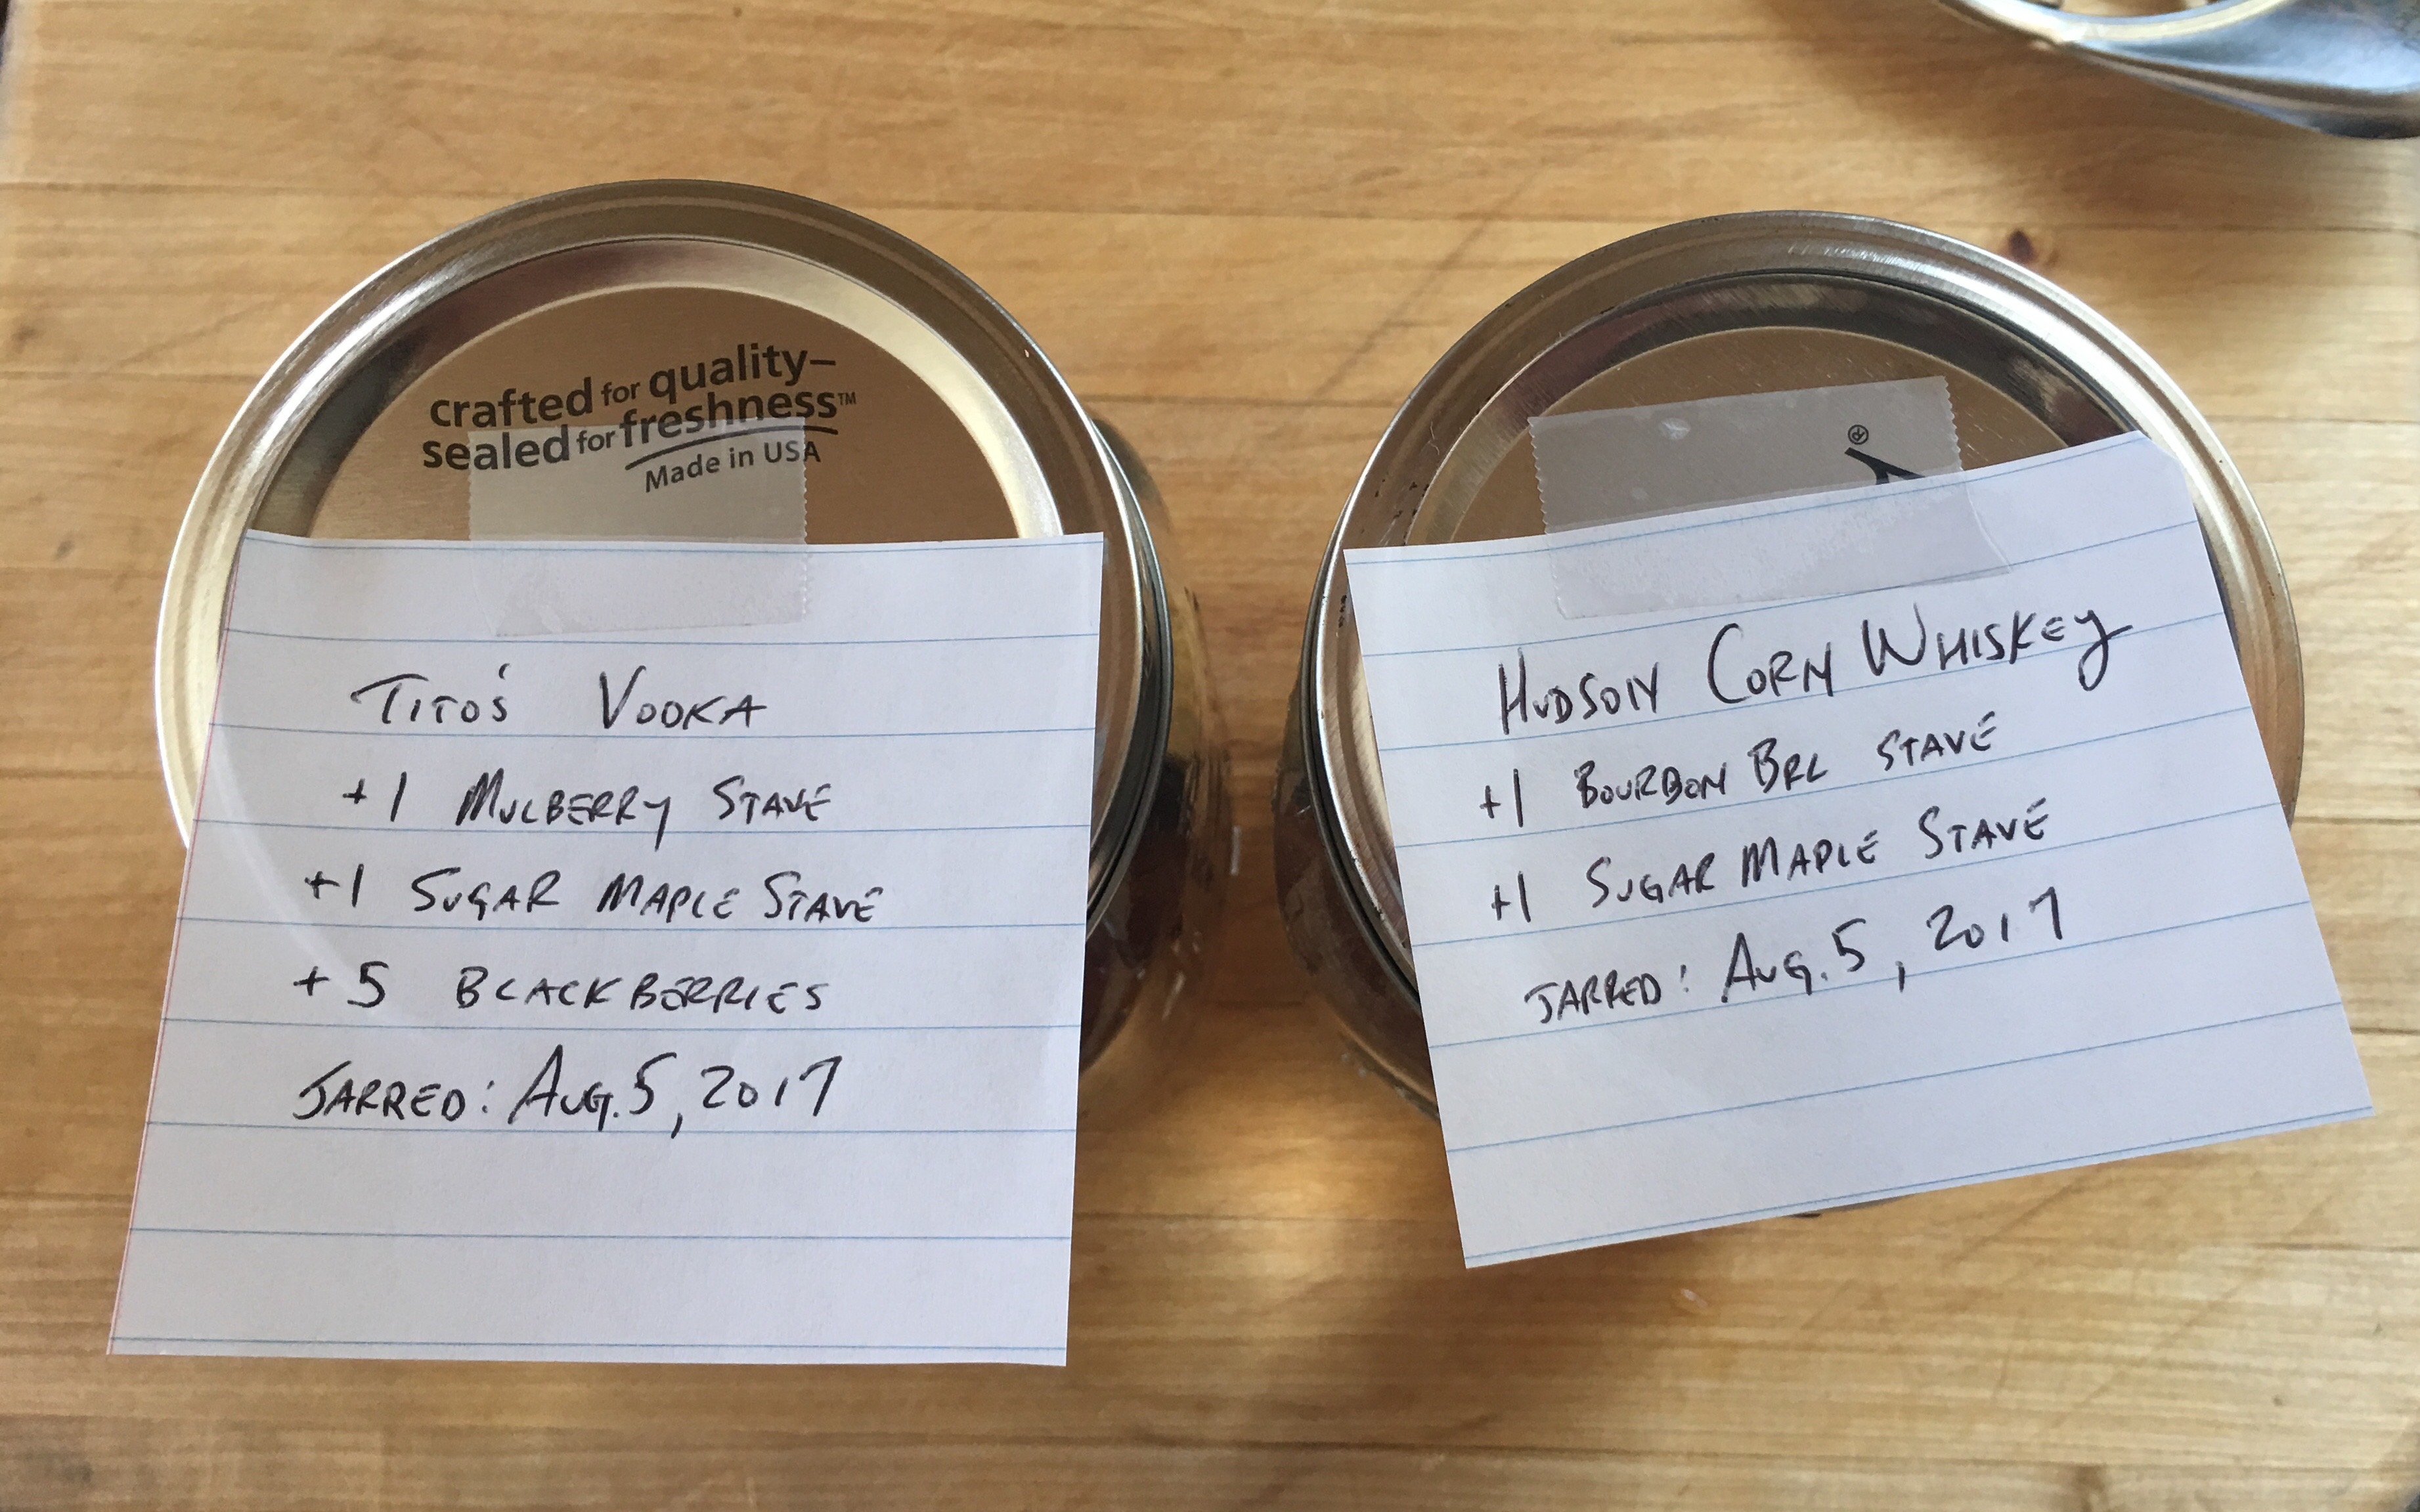 crafted for quality–
sealed for freshness™
Made in USA
TITO'S VODKA
+1 MULBERRY STAVE
+1 SUGAR MAPLE STAVE
+5 BLACKBERRIES
JARRED: AUG. 5, 2017
®
HUDSON CORN WHISKEY
+1 BOURBON BRL STAVE
+1 SUGAR MAPLE STAVE
JARRED: AUG. 5, 2017